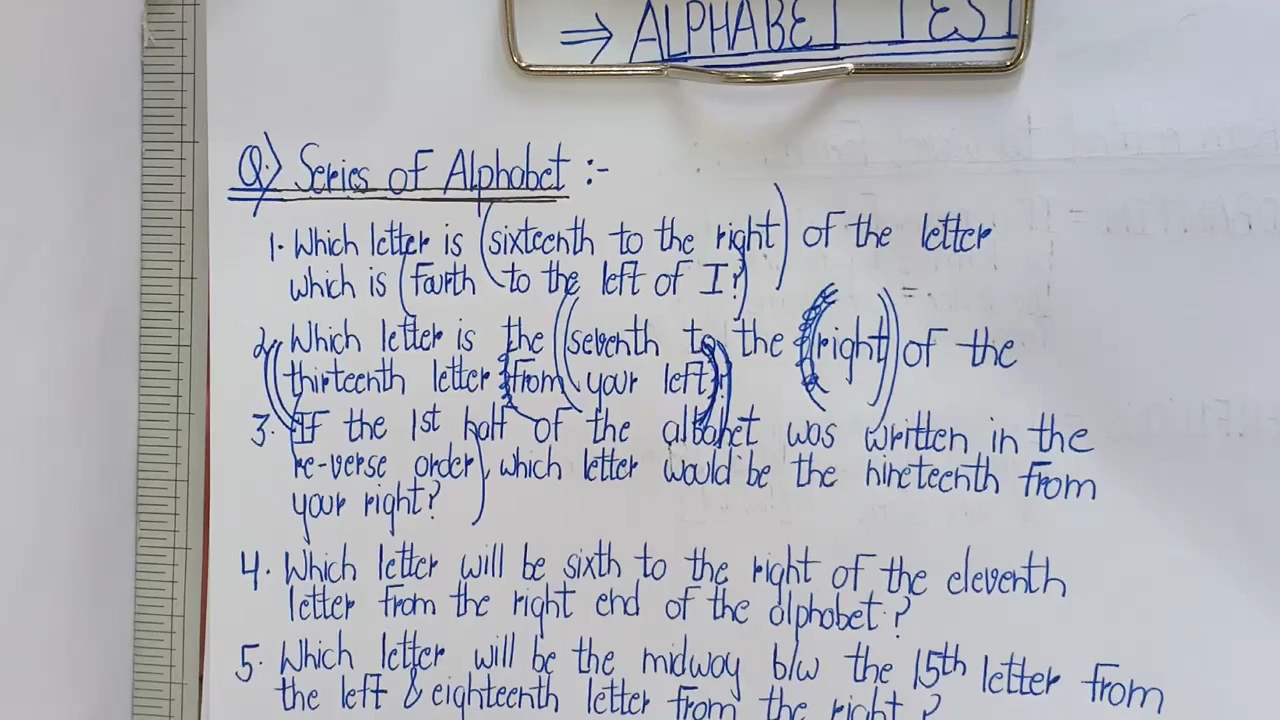 ⇒ ALPHABET TEST
Q.) Series of Alphabet :-
1. Which letter is (sixteenth to the right) of the letter
which is (fourth to the left of I?)
2. Which letter is the (seventh to the (right) of the
thirteenth letter from your left)?
3. If the 1st half of the altbahet was written in the
re-verse order, which letter would be the nineteenth from
your right?
4. Which letter will be sixth to the right of the eleventh
letter from the right end of the alphabet?
5. Which letter will be the midway b/w the 15th letter from
the left & eighteenth letter from the right?